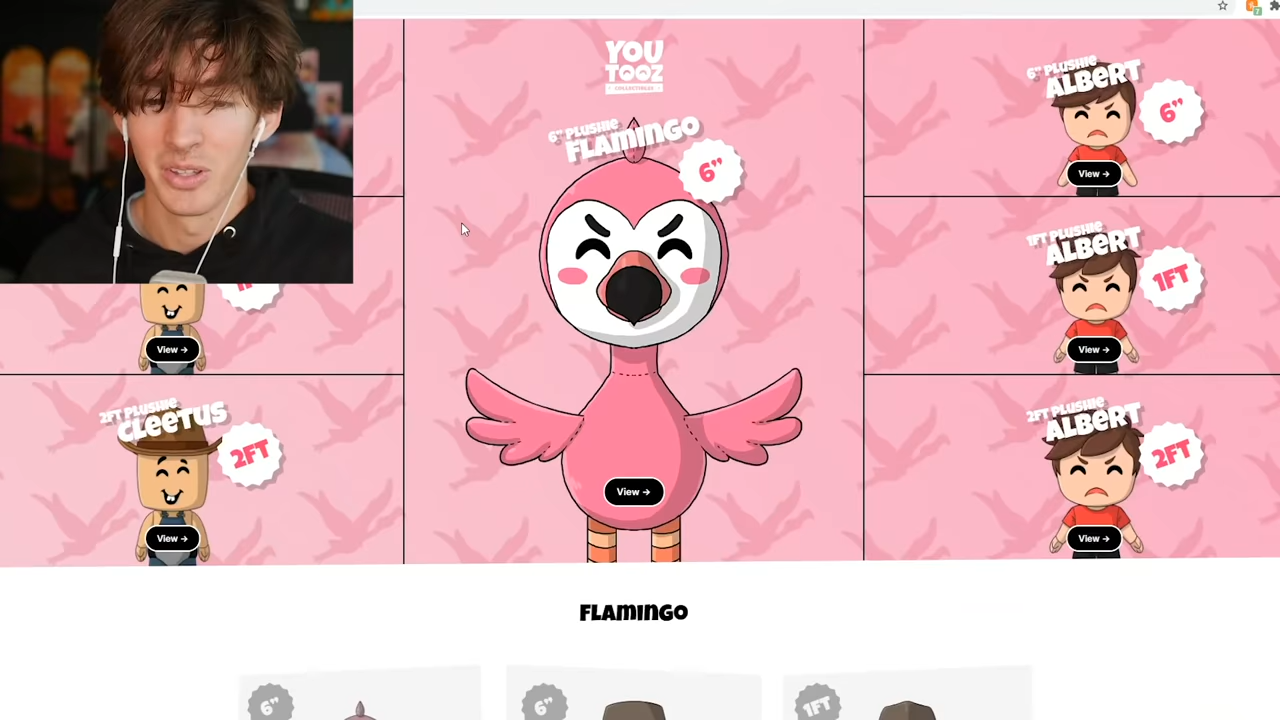 YOU
TOOZ
COLLECTIBLES
6" PLUSHIE
FLAMINGO
6"
View →
View →
2FT PLUSHIE
CLEETUS
2FT
View →
6" PLUSHIE
ALBERT
6"
View →
1FT PLUSHIE
ALBERT
1FT
View →
2FT PLUSHIE
ALBERT
2FT
View →
FLAMINGO
6"
6"
1FT